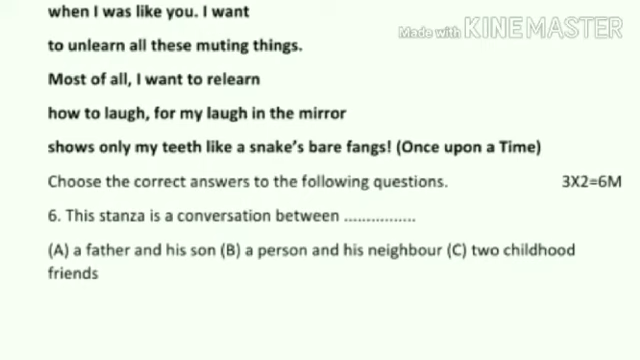 when I was like you. I want
Made with KINEMASTER
to unlearn all these muting things.
Most of all, I want to relearn
how to laugh, for my laugh in the mirror
shows only my teeth like a snake's bare fangs! (Once upon a Time)
Choose the correct answers to the following questions. 3X2=6M
6. This stanza is a conversation between ................
(A) a father and his son (B) a person and his neighbour (C) two childhood
friends